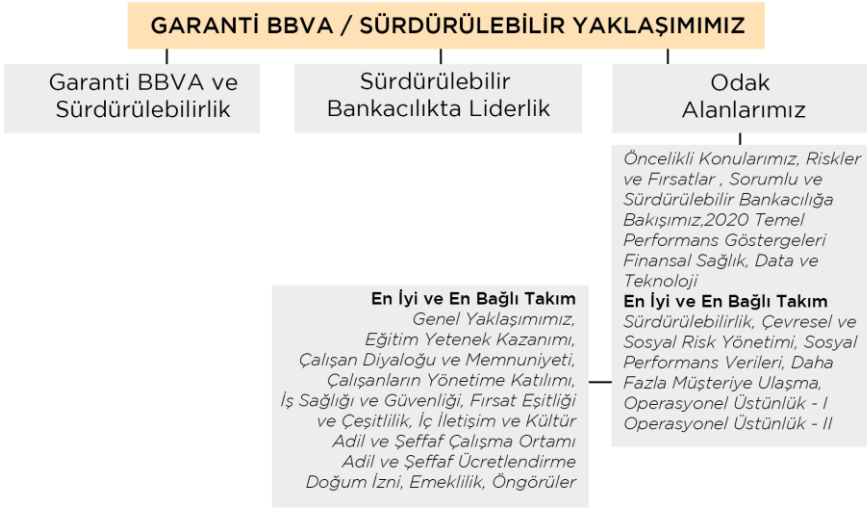 GARANTİ BBVA / SÜRDÜRÜLEBİLİR YAKLAŞIMIMIZ
Garanti BBVA ve
Sürdürülebilirlik
Sürdürülebilir
Bankacılıkta Liderlik
Odak
Alanlarımız
Öncelikli Konularımız, Riskler
ve Fırsatlar , Sorumlu ve
Sürdürülebilir Bankacılığa
Bakışımız,2020 Temel
Performans Göstergeleri
Finansal Sağlık, Data ve
Teknoloji
En İyi ve En Bağlı Takım
Sürdürülebilirlik, Çevresel ve
Sosyal Risk Yönetimi, Sosyal
Performans Verileri, Daha
Fazla Müşteriye Ulaşma,
Operasyonel Üstünlük - I
Operasyonel Üstünlük - II
En İyi ve En Bağlı Takım
Genel Yaklaşımımız,
Eğitim Yetenek Kazanımı,
Çalışan Diyaloğu ve Memnuniyeti,
Çalışanların Yönetime Katılımı,
İş Sağlığı ve Güvenliği, Fırsat Eşitliği
ve Çeşitlilik, İç İletişim ve Kültür
Adil ve Şeffaf Çalışma Ortamı
Adil ve Şeffaf Ücretlendirme
Doğum İzni, Emeklilik, Öngörüler